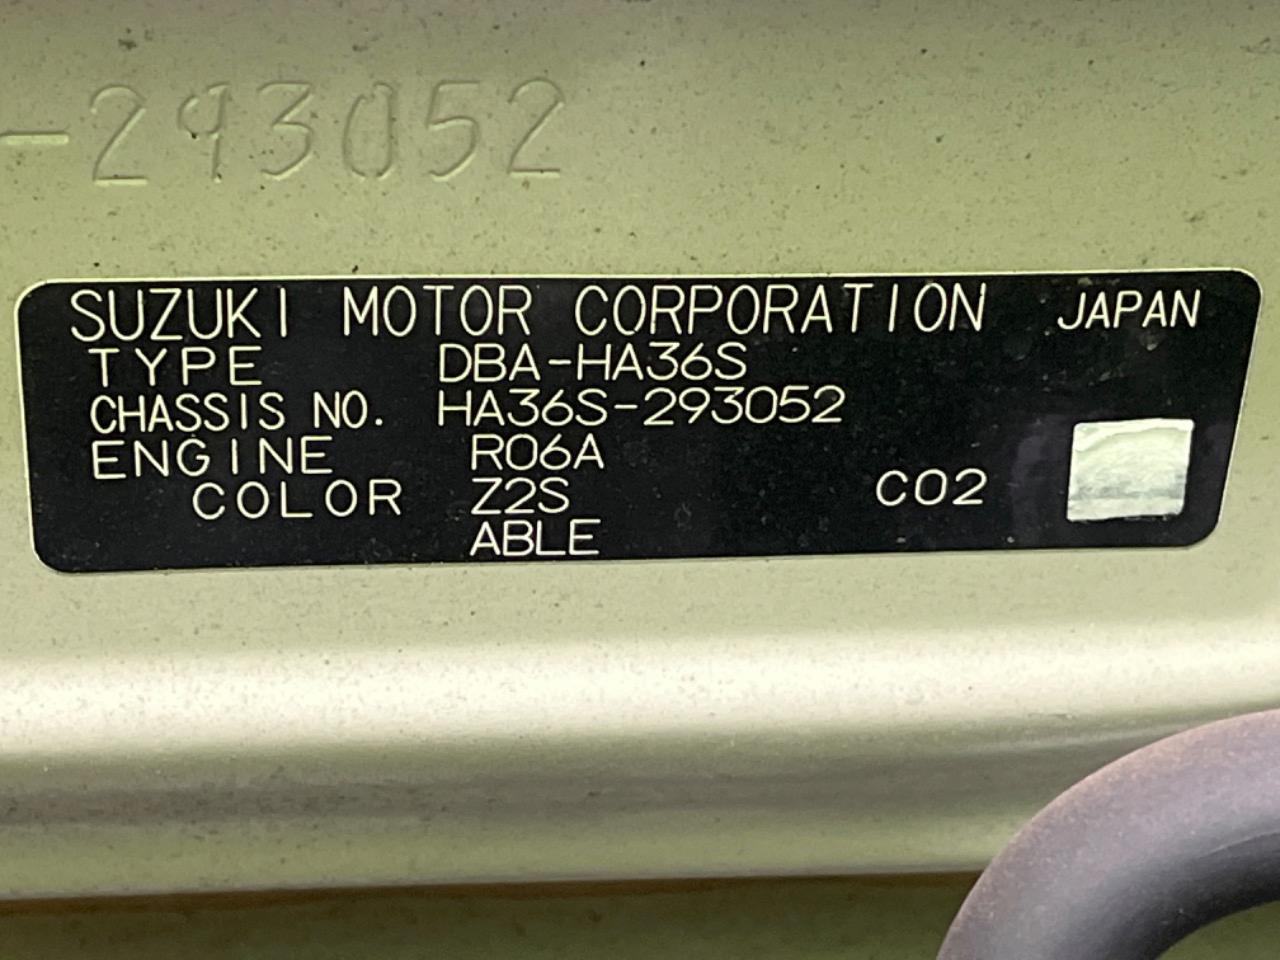 -293052
SUZUKI MOTOR CORPORATION JAPAN
TYPE DBA-HA36S
CHASSIS NO. HA36S-293052
ENGINE R06A
COLOR Z2S C02
ABLE